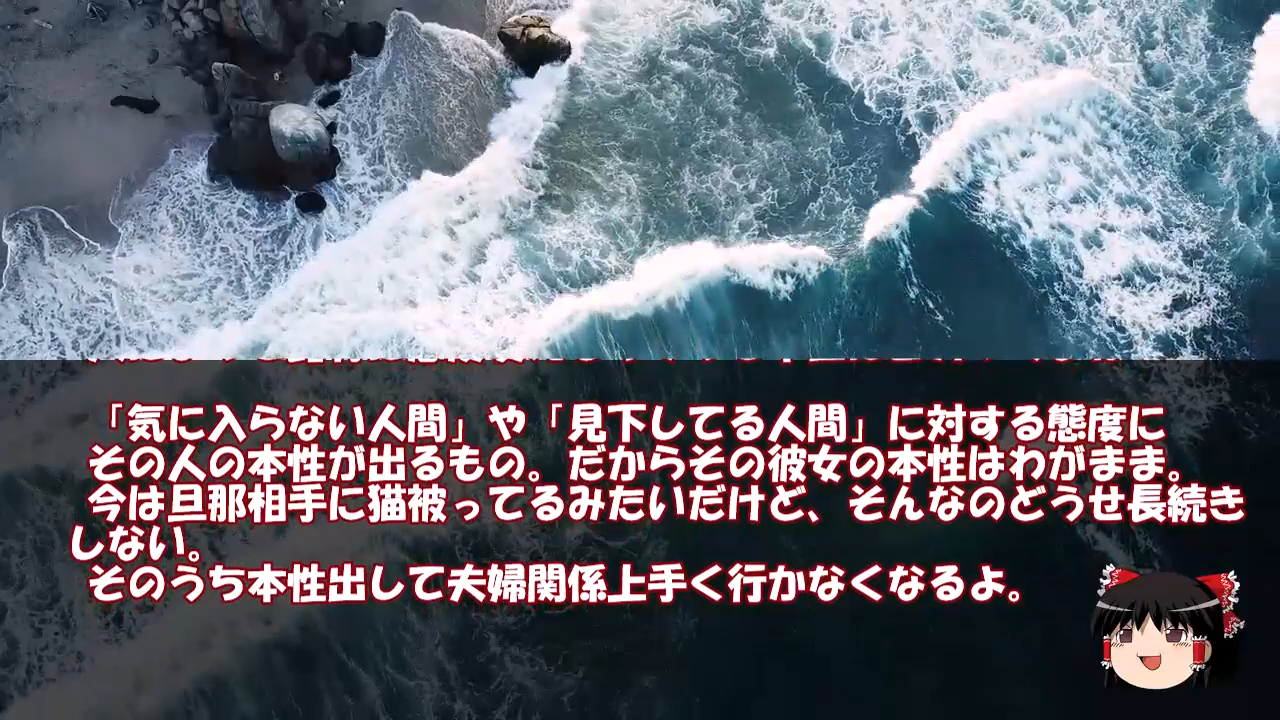 「気に入らない人間」や「見下してる人間」に対する態度に
その人の本性が出るもの。だからその彼女の本性はわがまま。
今は旦那相手に猫被ってるみたいだけど、そんなのどうせ長続き
しない。
そのうち本性出して夫婦関係上手く行かなくなるよ。